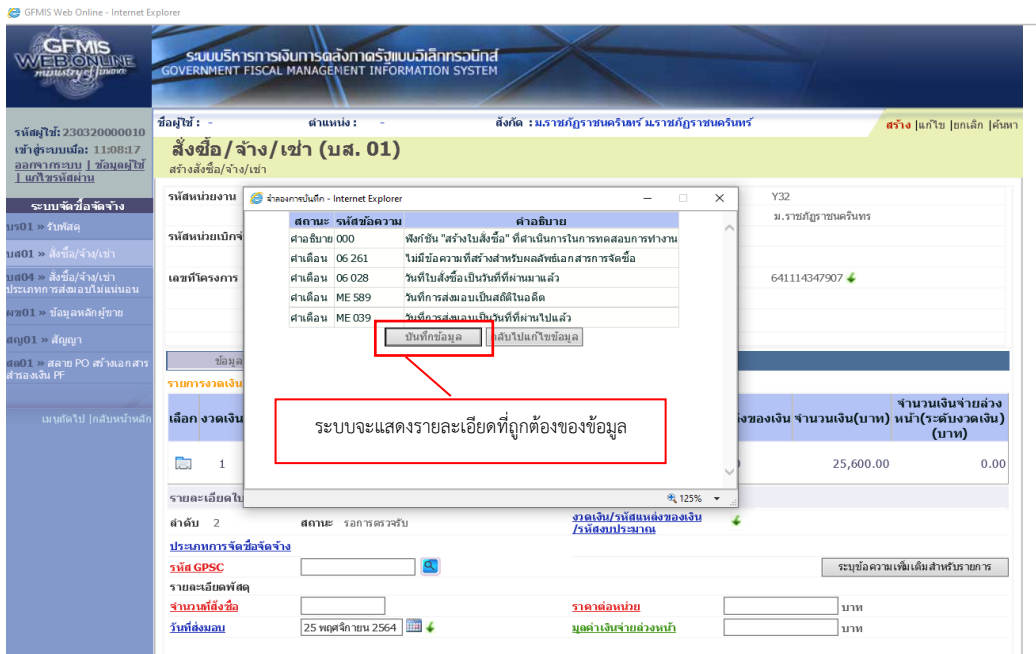 GFMIS Web Online - Internet Explorer
GFMIS
WEB ONLINE
ministry of finance
ระบบบริหารการเงินการคลังภาครัฐแบบอิเล็กทรอนิกส์
GOVERNMENT FISCAL MANAGEMENT INFORMATION SYSTEM
รหัสผู้ใช้: 230320000010
เข้าสู่ระบบเมื่อ: 11:08:17
ออกจากระบบ | ข้อมูลผู้ใช้
| แก้ไขรหัสผ่าน
ระบบจัดซื้อจัดจ้าง
บร01 » รับพัสดุ
บส01 » สั่งซื้อ/จ้าง/เช่า
บส04 » สั่งซื้อ/จ้าง/เช่า
ประเภทการส่งมอบไม่แน่นอน
ผข01 » ข้อมูลหลักผู้ขาย
สญ01 » สัญญา
สด01 » สลาย PO สร้างเอกสาร
สำรองเงิน PF
เมนูถัดไป |กลับหน้าหลัก
ชื่อผู้ใช้ : - ตำแหน่ง : - สังกัด : ม.ราชภัฏราชนครินทร์ ม.ราชภัฏราชนครินทร์
สร้าง |แก้ไข |ยกเลิก |ค้นหา
สั่งซื้อ/จ้าง/เช่า (บส. 01)
สร้างสั่งซื้อ/จ้าง/เช่า
รหัสหน่วยงาน Y32
ม.ราชภัฏราชนครินทร
รหัสหน่วยเบิกจ่
เลขที่โครงการ 641114347907
จำลองการบันทึก - Internet Explorer
สถานะ รหัสข้อความ คำอธิบาย
คำอธิบาย 000 ฟังก์ชัน "สร้างใบสั่งซื้อ" ที่ดำเนินการในการทดสอบการทำงาน
คำเตือน 06 261 ไม่มีข้อความที่สร้างสำหรับผลลัพธ์เอกสารการจัดซื้อ
คำเตือน 06 028 วันที่ใบสั่งซื้อเป็นวันที่ที่ผ่านมาแล้ว
คำเตือน ME 589 วันที่การส่งมอบเป็นสถิติในอดีต
คำเตือน ME 039 วันที่การส่งมอบเป็นวันที่ที่ผ่านไปแล้ว
บันทึกข้อมูล กลับไปแก้ไขข้อมูล
ระบบจะแสดงรายละเอียดที่ถูกต้องของข้อมูล
125%
ข้อมูล
รายการงวดเงิน
เลือก งวดเงิน งของเงิน จำนวนเงิน(บาท) จำนวนเงินจ่ายล่วง
หน้า(ระดับงวดเงิน)
(บาท)
1 25,600.00 0.00
รายละเอียดใบ
ลำดับ 2 สถานะ รอการตรวจรับ งวดเงิน/รหัสแหล่งของเงิน
/รหัสงบประมาณ
ประเภทการจัดซื้อจัดจ้าง
รหัส GPSC ระบุข้อความเพิ่มเติมสำหรับรายการ
รายละเอียดพัสดุ
จำนวนที่สั่งซื้อ ราคาต่อหน่วย บาท
วันที่ส่งมอบ 25 พฤศจิกายน 2564 มูลค่าเงินจ่ายล่วงหน้า บาท